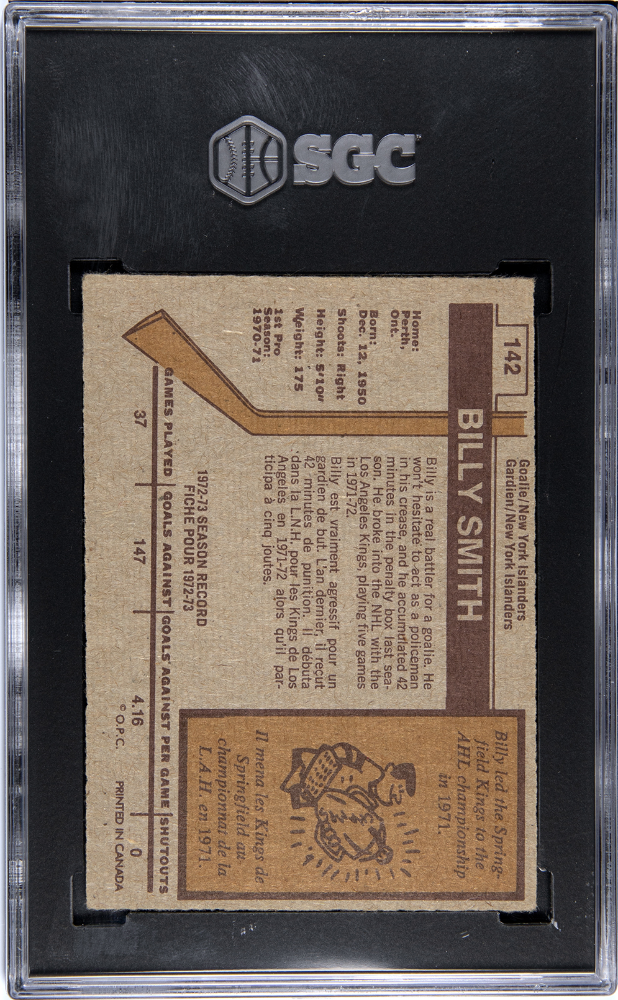 SGC
142
BILLY SMITH
Goalie/New York Islanders
Gardien/New York Islanders
Home:
Perth,
Ont.
Born:
Dec. 12, 1950
Shoots: Right
Height: 5'10"
Weight: 175
1st Pro
Season:
1970-71
Billy is a real battler for a goalie. He
won't hesitate to act as a policeman
in his crease, and he accumulated 42
minutes in the penalty box last sea-
son. He broke into the NHL with the
Los Angeles Kings, playing five games
in 1971-72.
Billy est vraiment agressif pour un
gardien de but. L'an dernier, il reçut
42 minutes de punition. Il débuta
dans la L.N.H. pour les Kings de Los
Angeles en 1971-72 alors qu'il par-
ticipa à cinq joutes.
Billy led the Spring-
field Kings to the
AHL championship
in 1971.
Il mena les Kings de
Springfield au
championnat de la
L.A.H. en 1971.
1972-73 SEASON RECORD
FICHE POUR 1972-73
GAMES PLAYED GOALS AGAINST GOALS AGAINST PER GAME SHUTOUTS
37 147 4.16 0
© O.P.C. PRINTED IN CANADA